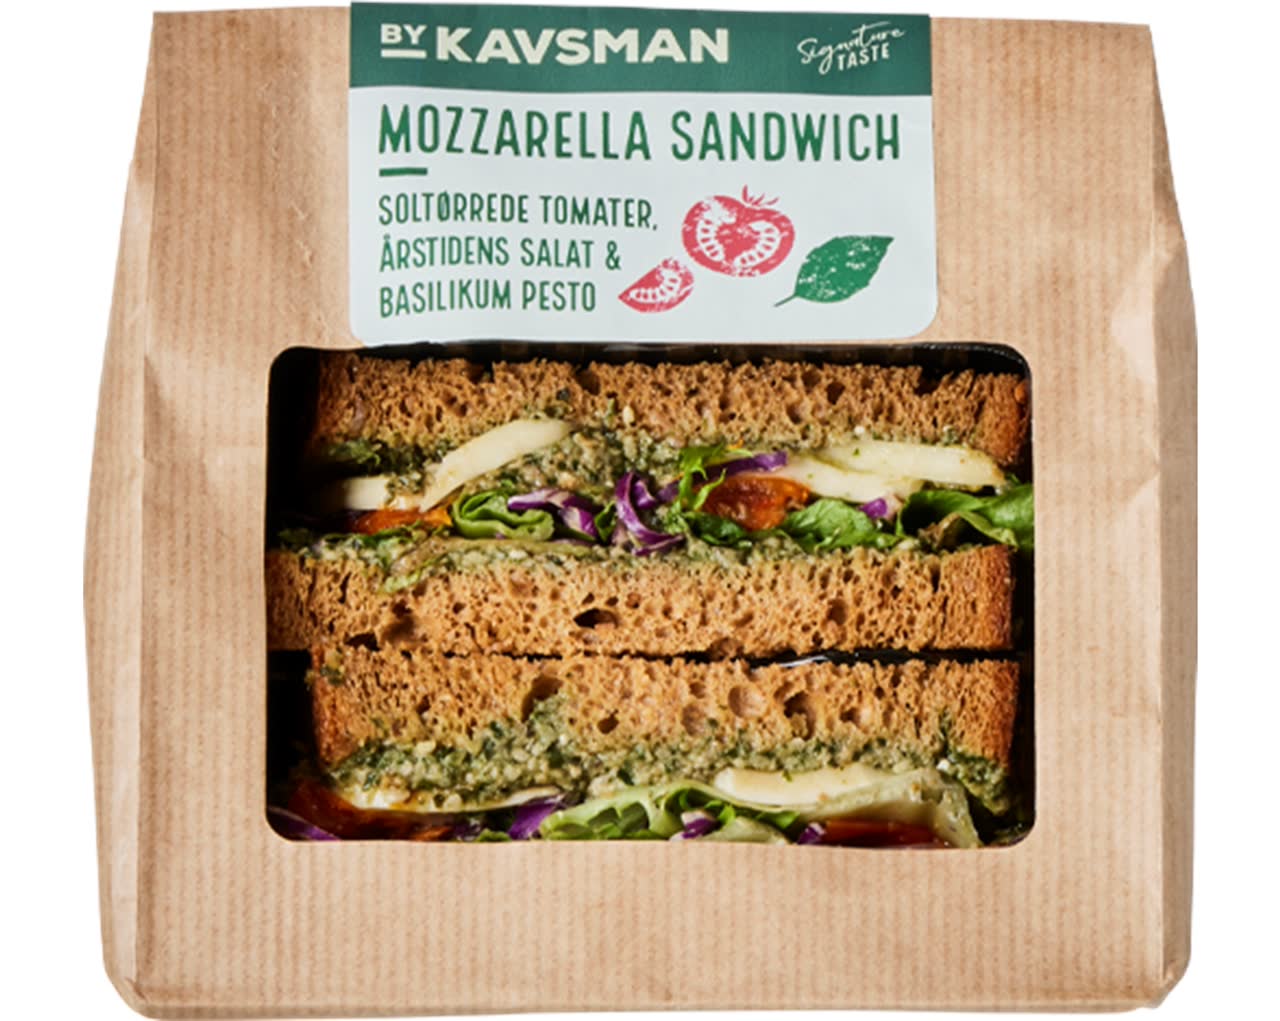 BY KAVSMAN
Signature
TASTE
MOZZARELLA SANDWICH
SOLTØRREDE TOMATER,
ÅRSTIDENS SALAT &
BASILIKUM PESTO